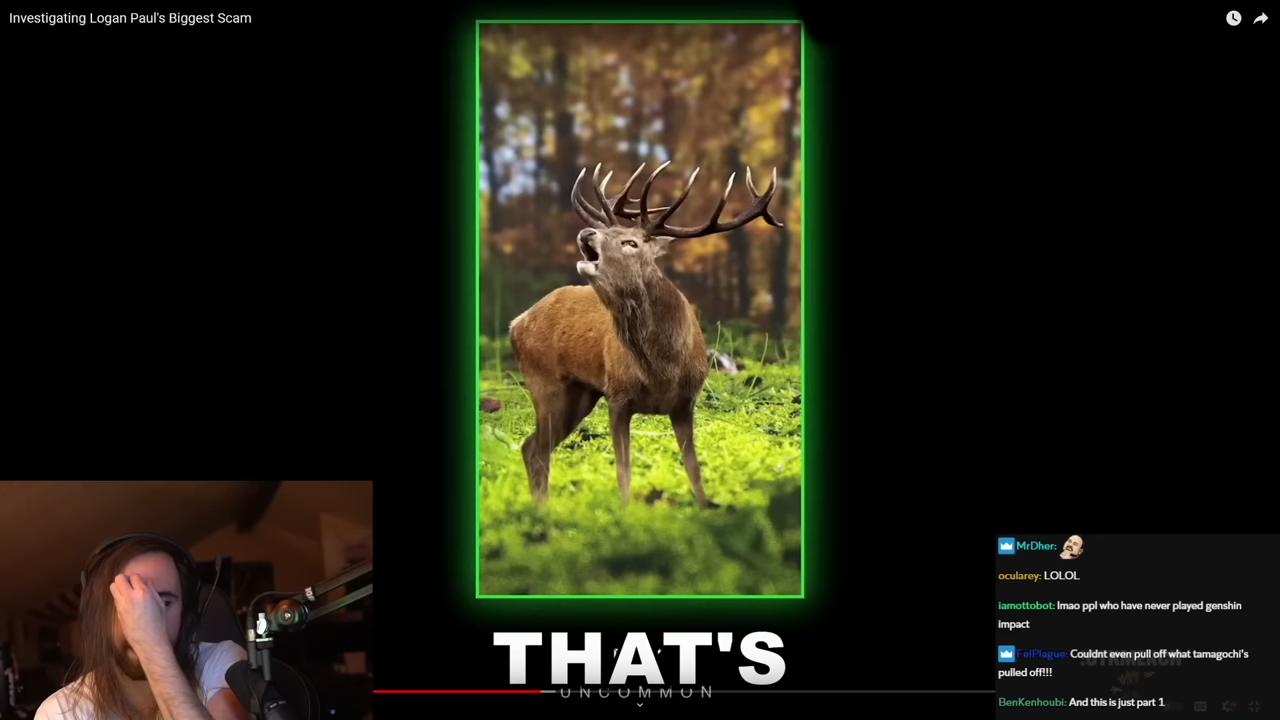 Investigating Logan Paul's Biggest Scam
THAT'S
UNCOMMON
MrDher:
ocularey: LOLOL
iamottobot: lmao ppl who have never played genshin
impact
FelPlague: Couldnt even pull off what tamagochi's
pulled off!!!
BenKenhoubi: And this is just part 1